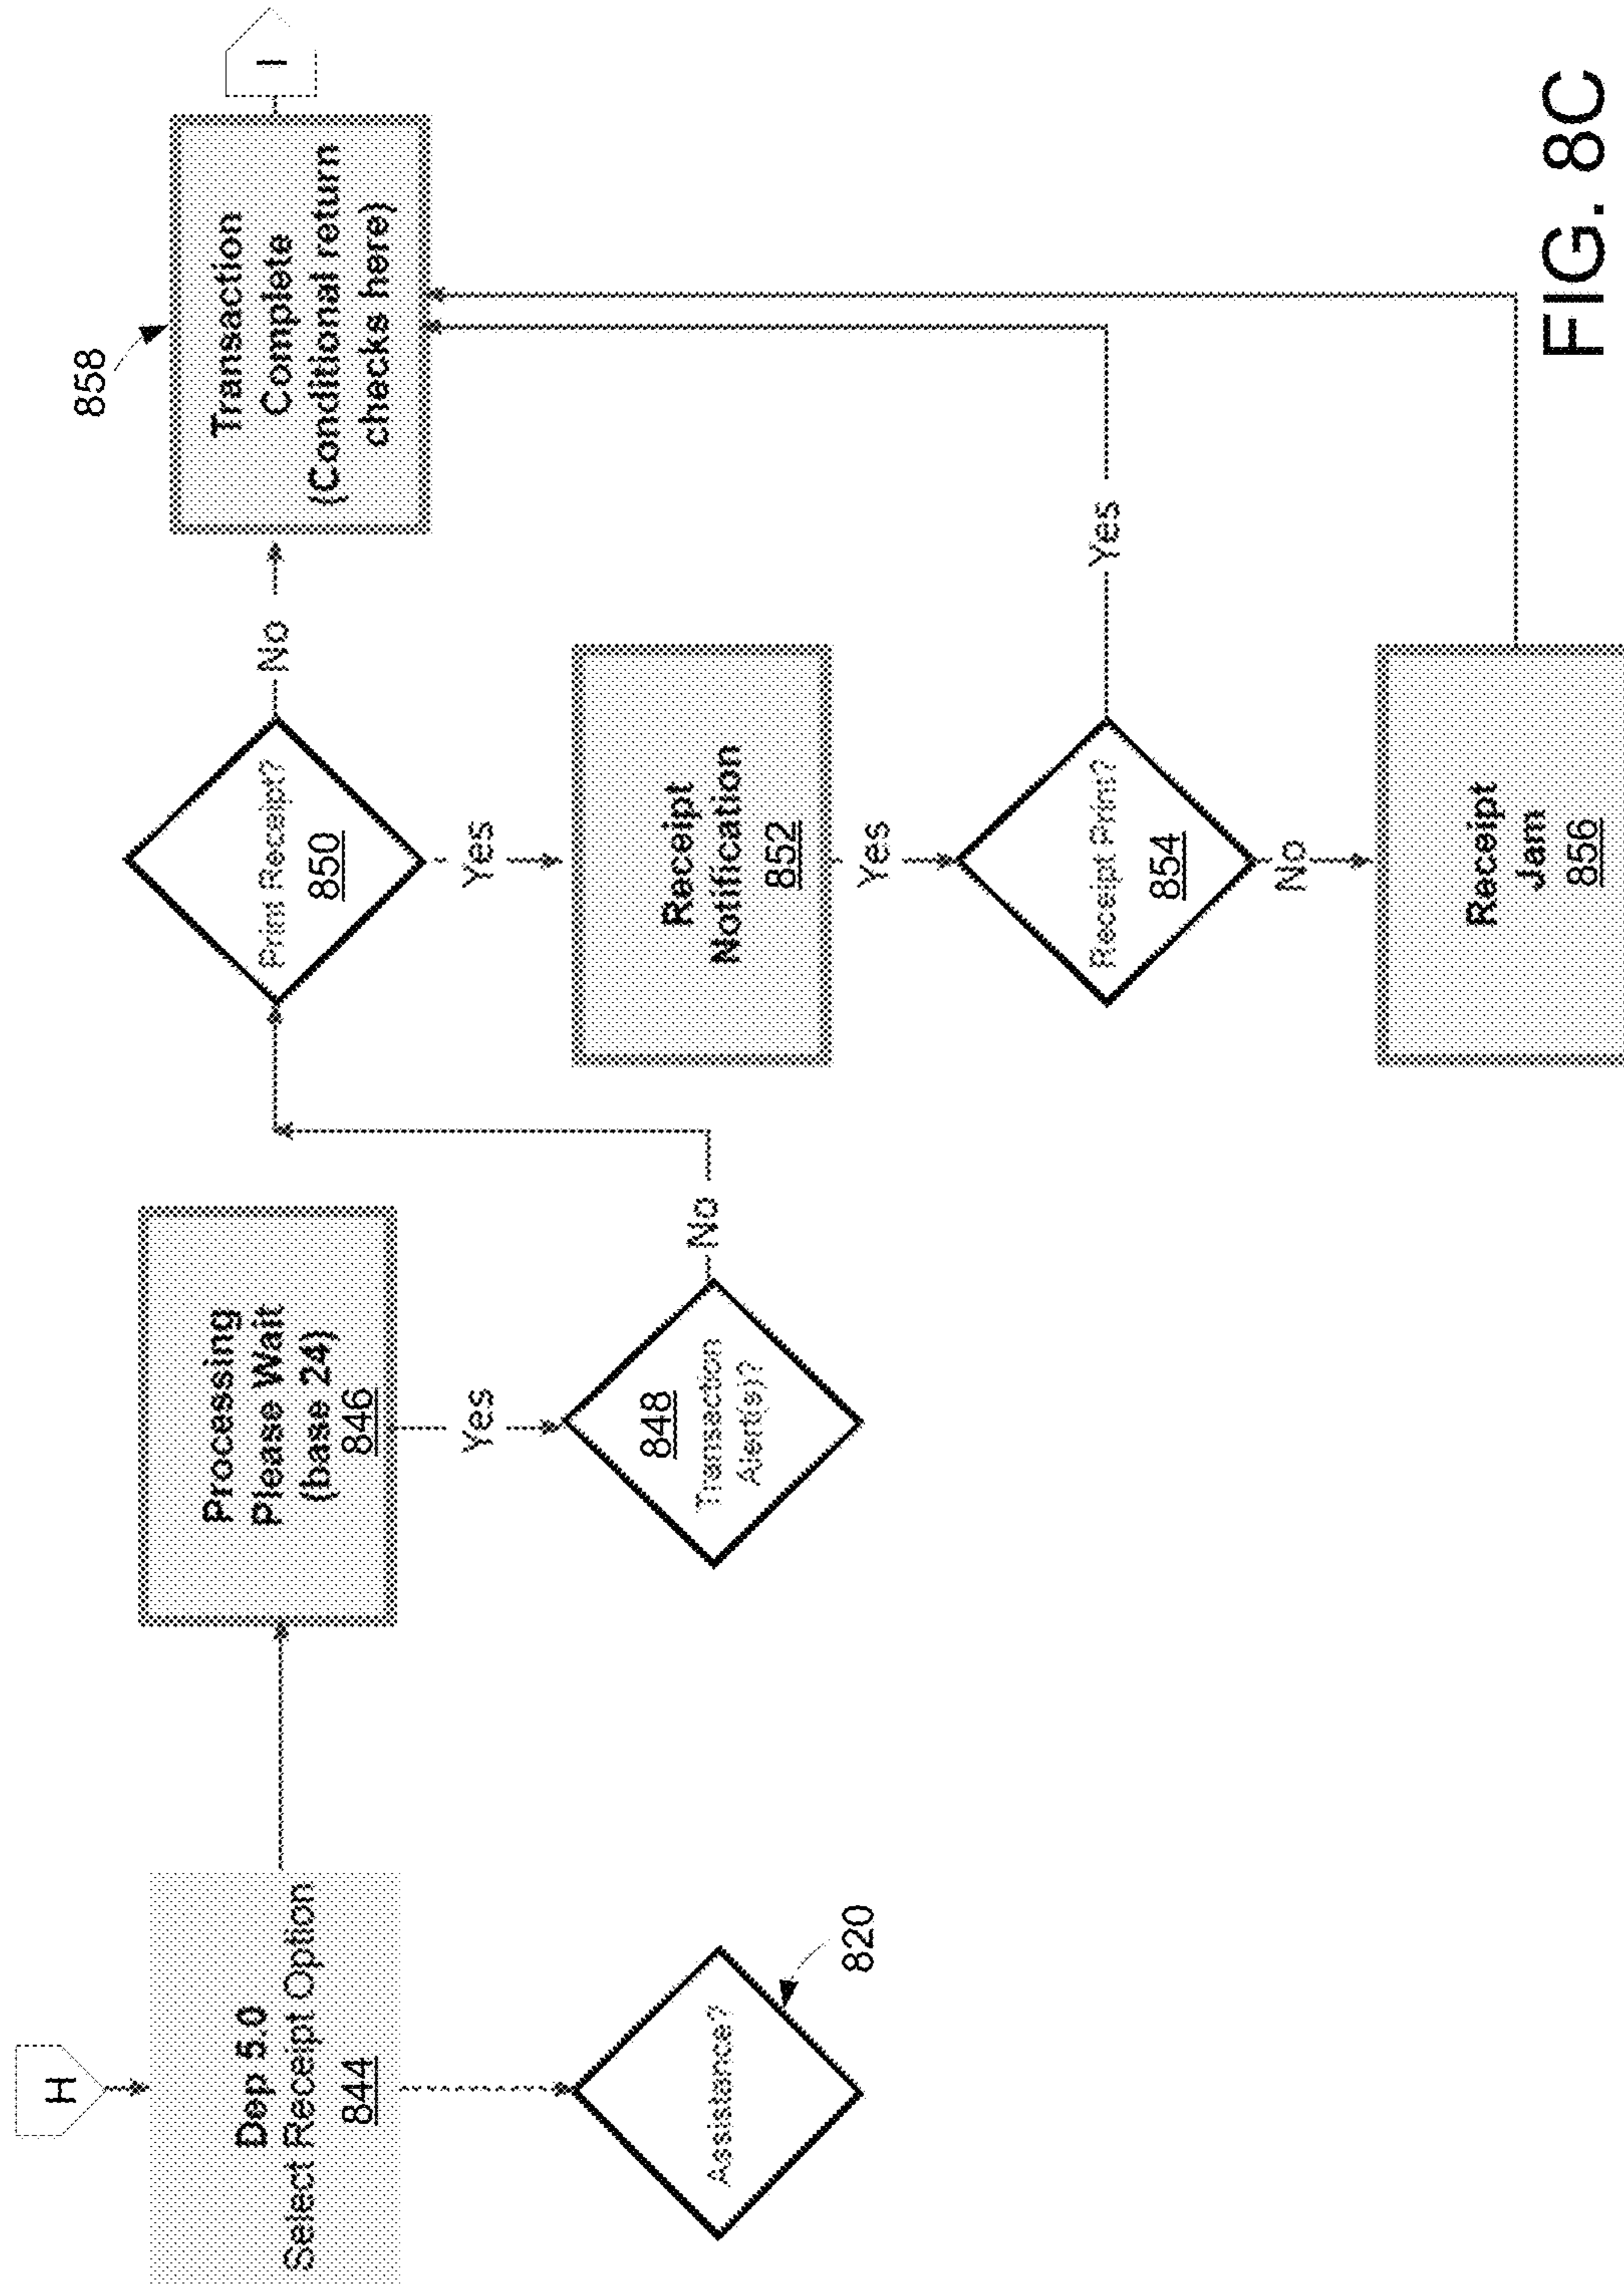 H
Dep 5.0
Select Receipt Option
844
Assistance?
820
Processing
Please Wait
(base 24)
846
Yes
848
Transaction
Alert(s)?
No
Print Receipt?
850
No
Yes
Receipt
Notification
852
Yes
Receipt Print?
854
Yes
No
Receipt
Jam
856
858
Transaction
Complete
(Conditional return
checks here)
I
FIG. 8C